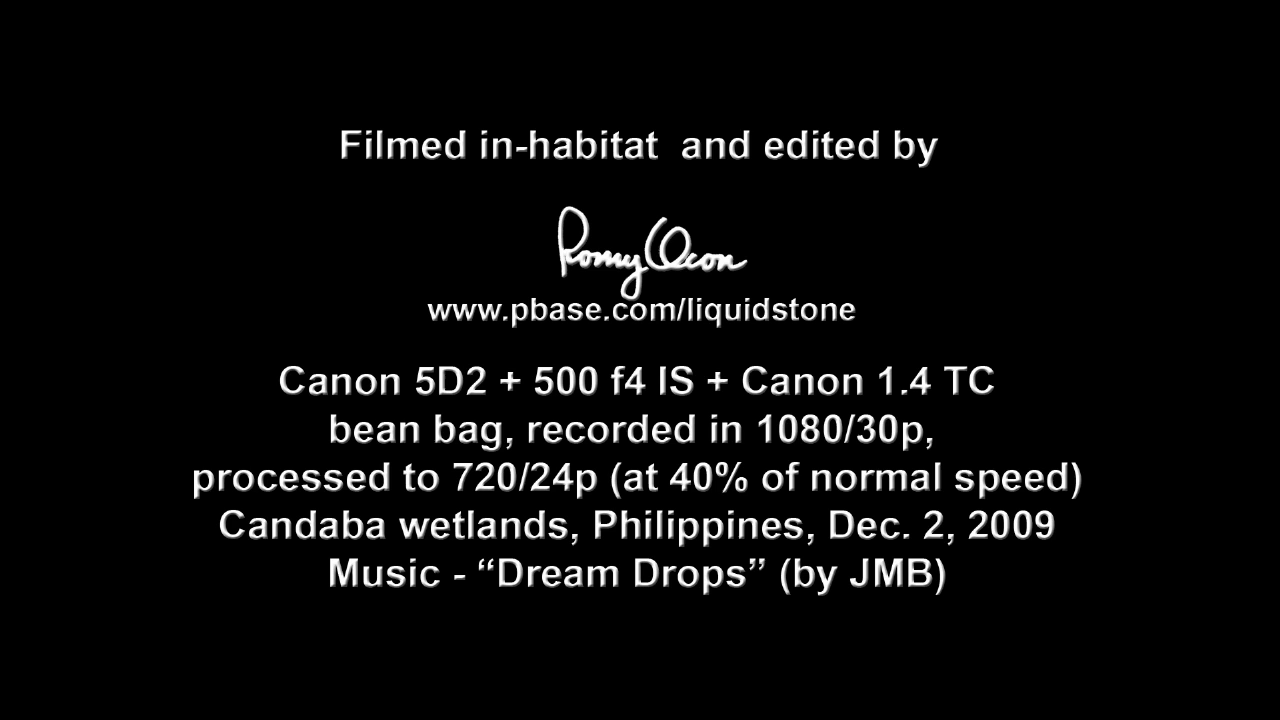 Filmed in-habitat  and edited by
Romy Ocon
www.pbase.com/liquidstone
Canon 5D2 + 500 f4 IS + Canon 1.4 TC
bean bag, recorded in 1080/30p,
processed to 720/24p (at 40% of normal speed)
Candaba wetlands, Philippines, Dec. 2, 2009
Music - “Dream Drops” (by JMB)